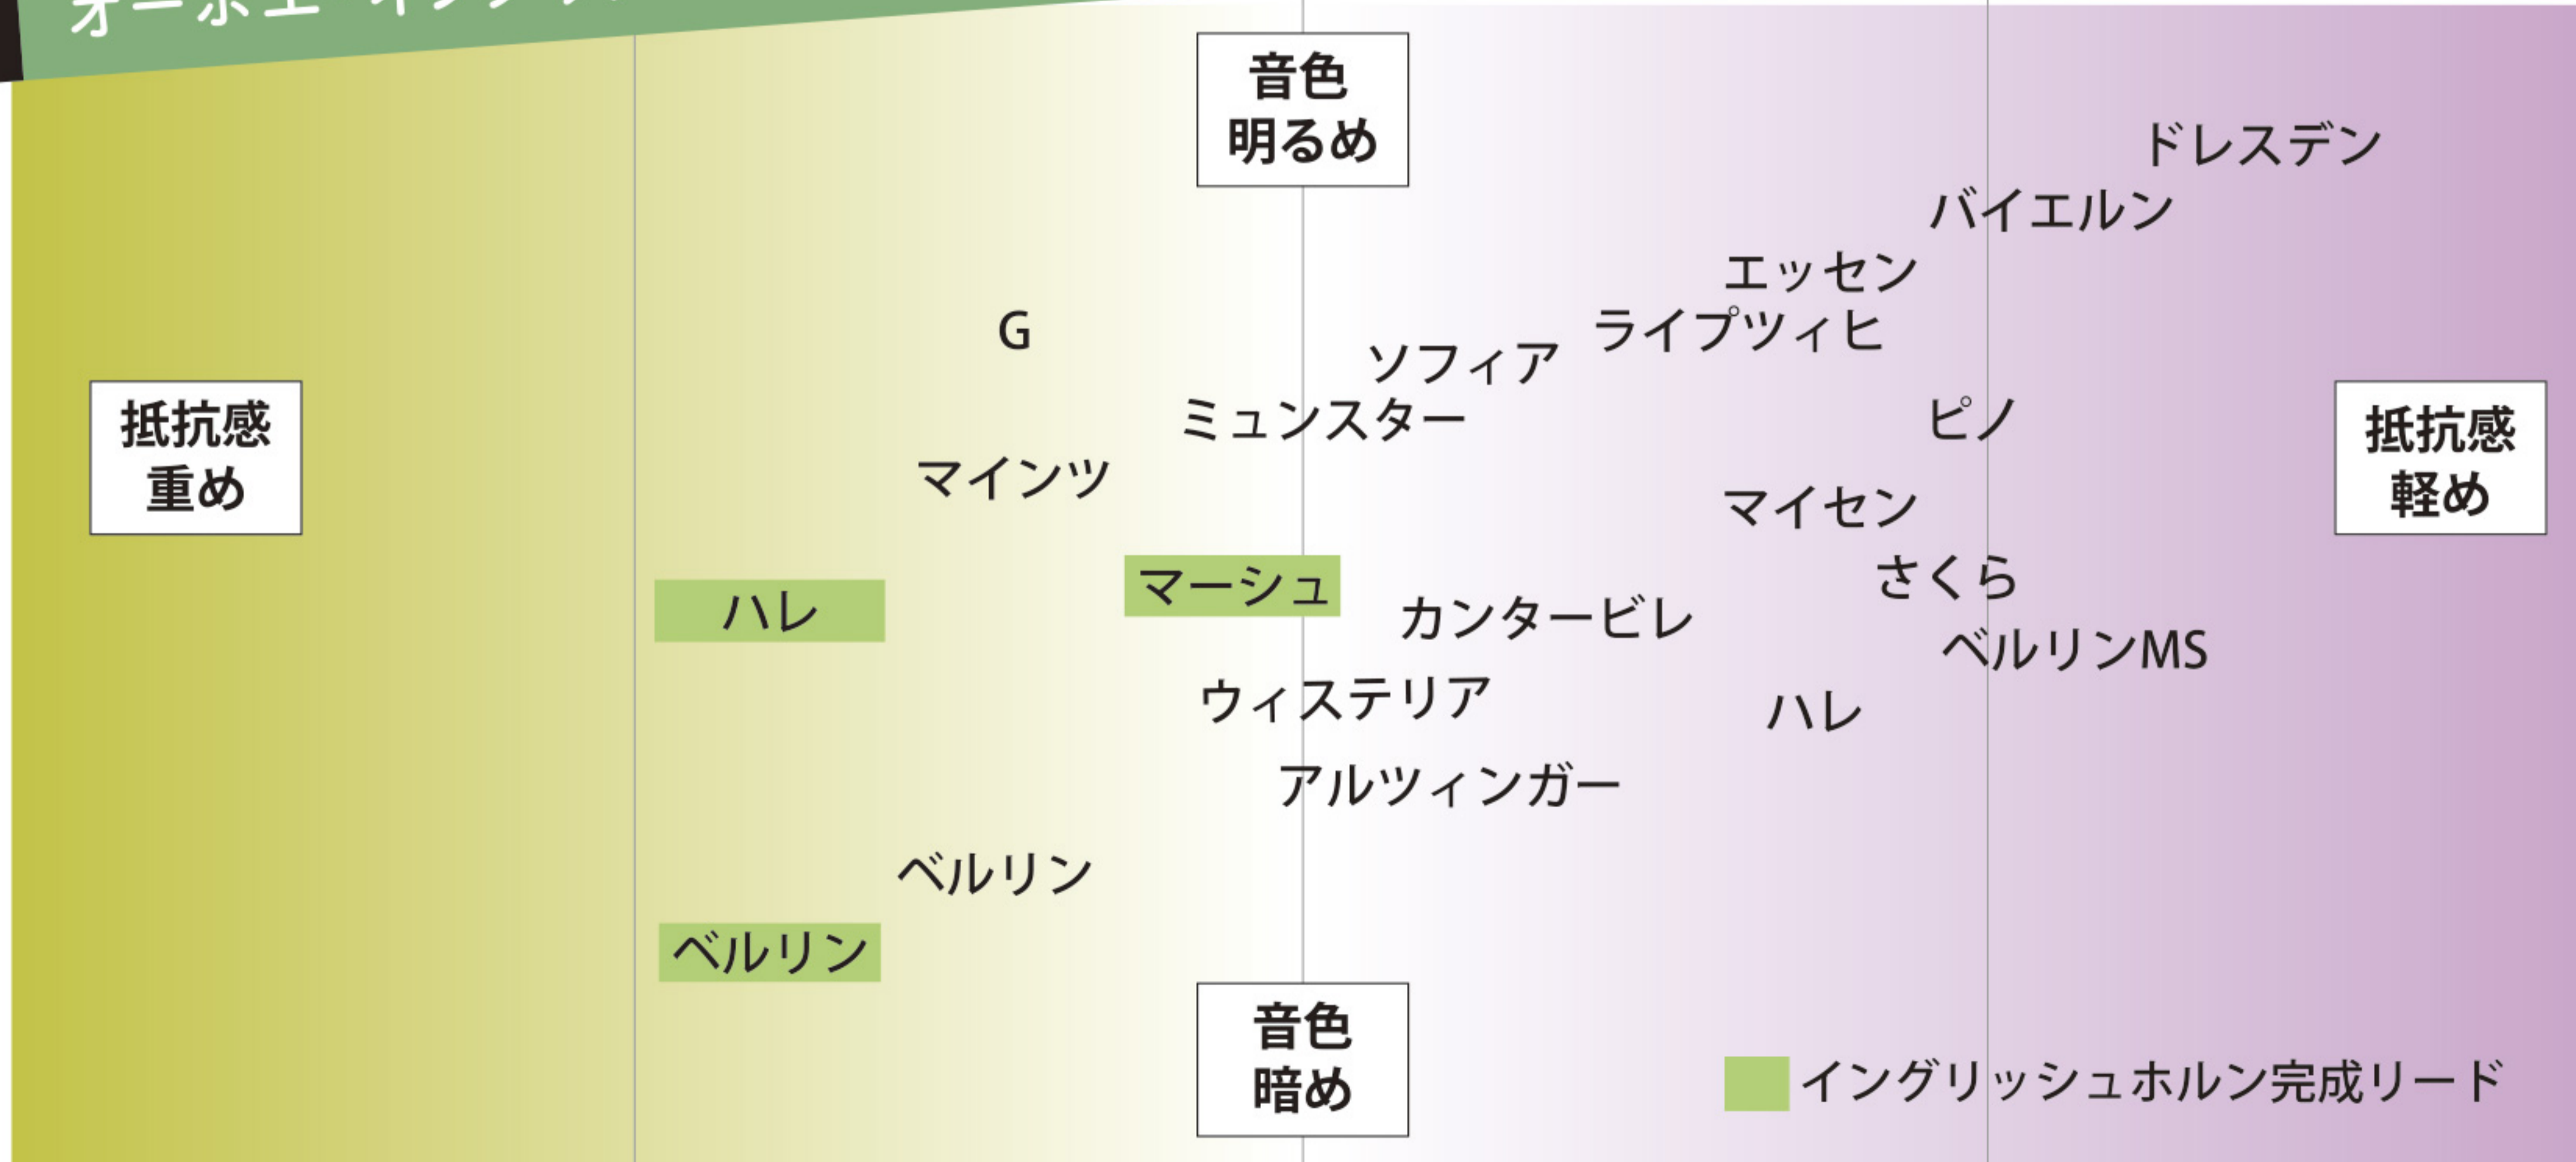 音色
明るめ
ドレスデン
バイエルン
エッセン
G
ライプツィヒ
ソフィア
ミュンスター
ピノ
抵抗感
重め
抵抗感
軽め
マインツ
マイセン
マーシュ
さくら
ハレ
カンタービレ
ベルリンMS
ウィステリア
ハレ
アルツィンガー
ベルリン
ベルリン
音色
暗め
イングリッシュホルン完成リード